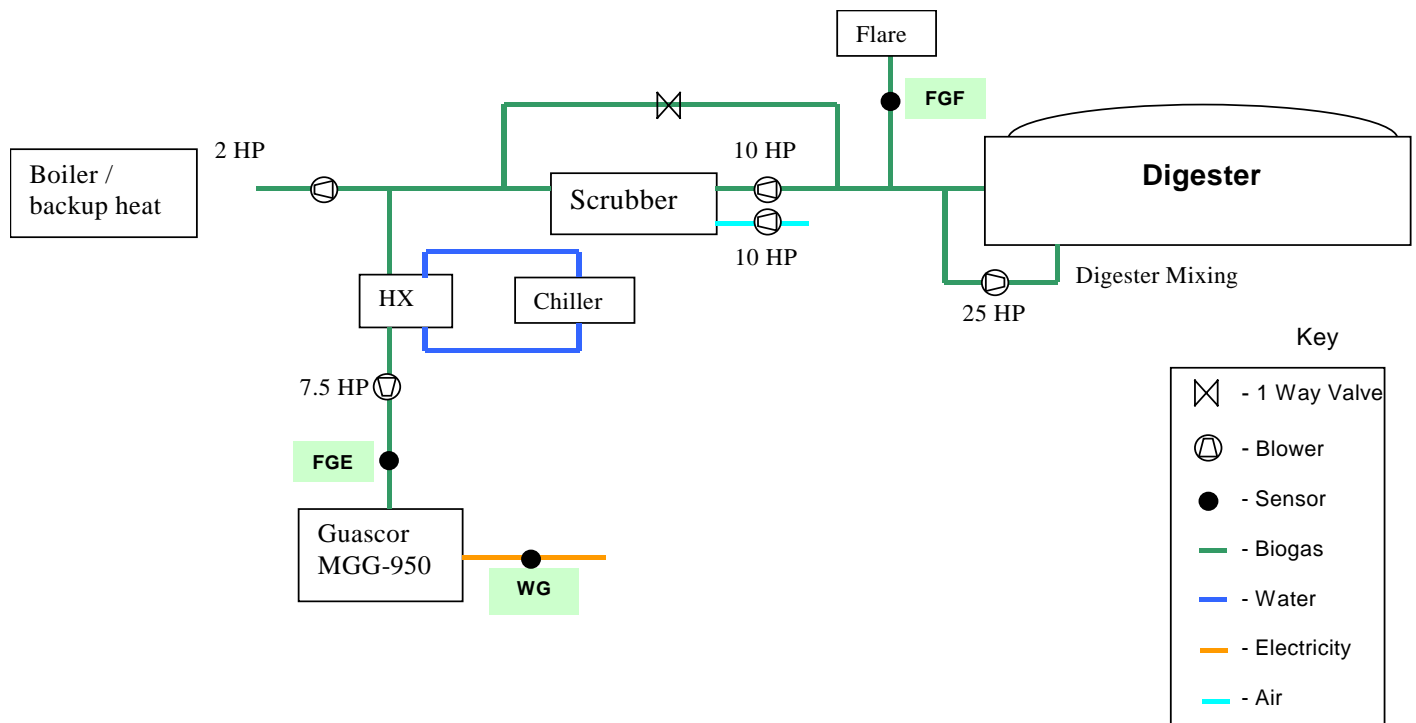 Flare
FGF
2 HP
10 HP
Boiler /
backup heat
Scrubber
Digester
10 HP
Digester Mixing
HX
Chiller
25 HP
7.5 HP
FGE
Guascor
MGG-950
WG
Key
- 1 Way Valve
- Blower
- Sensor
- Biogas
- Water
- Electricity
- Air